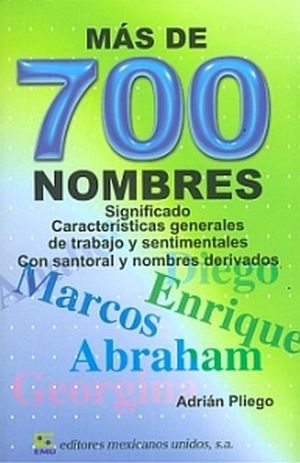 MÁS DE
700
NOMBRES
Significado
Características generales
de trabajo y sentimentales
Con santoral y nombres derivados
Diego
Enrique
Marcos
Abraham
Georgina
Adrián Pliego
EMU
editores mexicanos unidos, s.a.